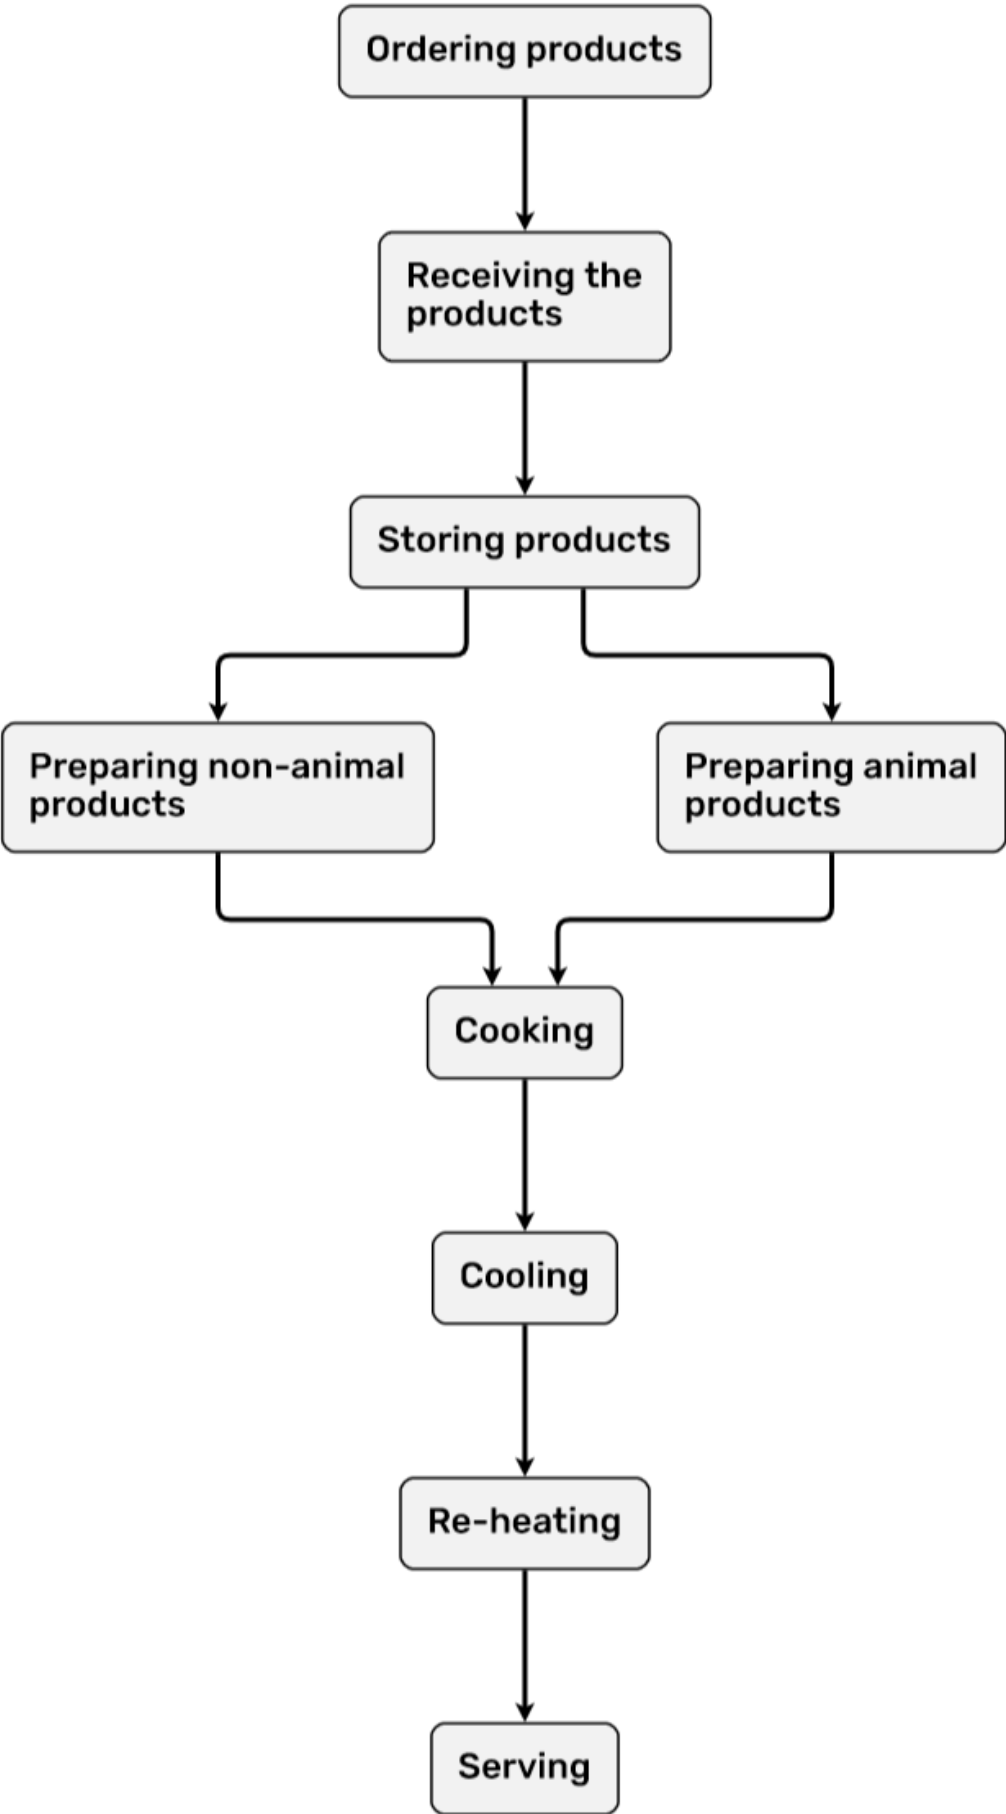 Ordering products
Receiving the
products
Storing products
Preparing non-animal
products
Preparing animal
products
Cooking
Cooling
Re-heating
Serving